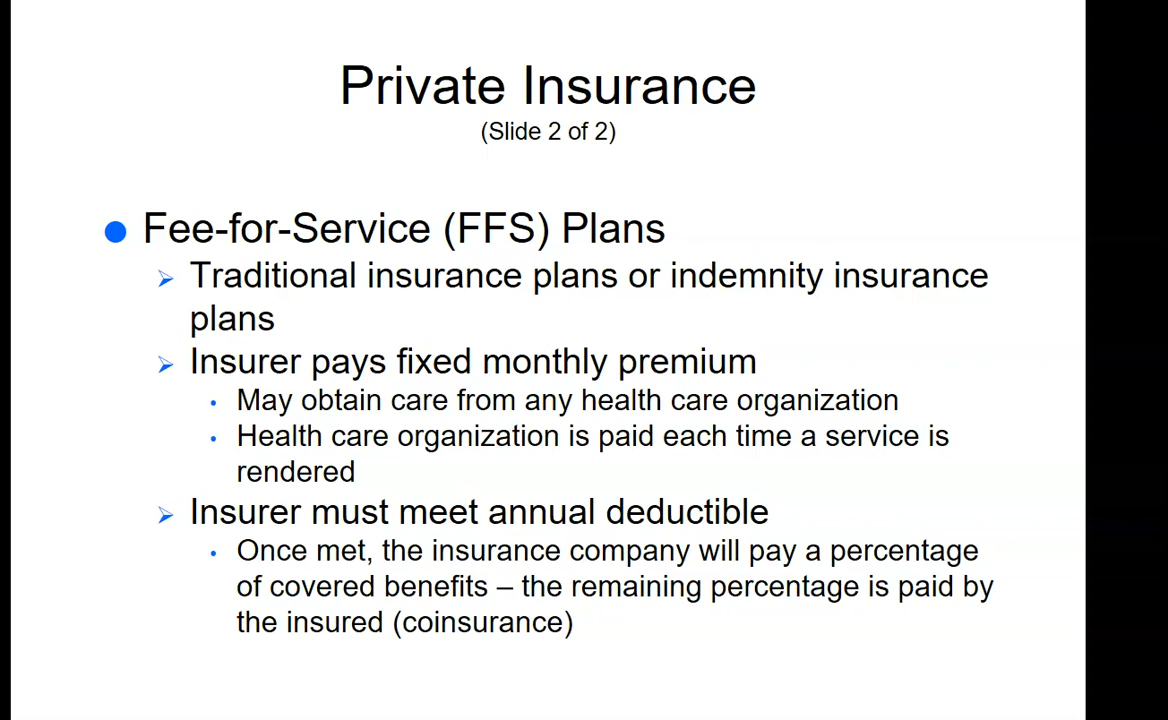 Private Insurance
(Slide 2 of 2)
Fee-for-Service (FFS) Plans
Traditional insurance plans or indemnity insurance
plans
Insurer pays fixed monthly premium
May obtain care from any health care organization
Health care organization is paid each time a service is
rendered
Insurer must meet annual deductible
Once met, the insurance company will pay a percentage
of covered benefits – the remaining percentage is paid by
the insured (coinsurance)